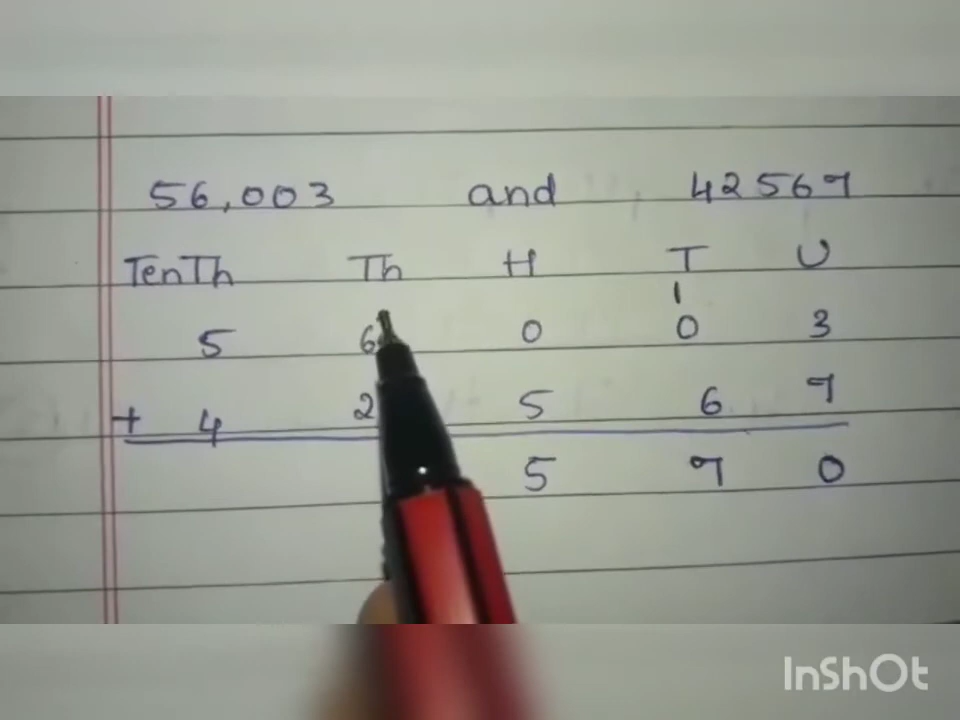 56,003 and 42567
TenTh Th H T U
1
5 6 0 0 3
+ 4 2 5 6 7
5 7 0
InShOt